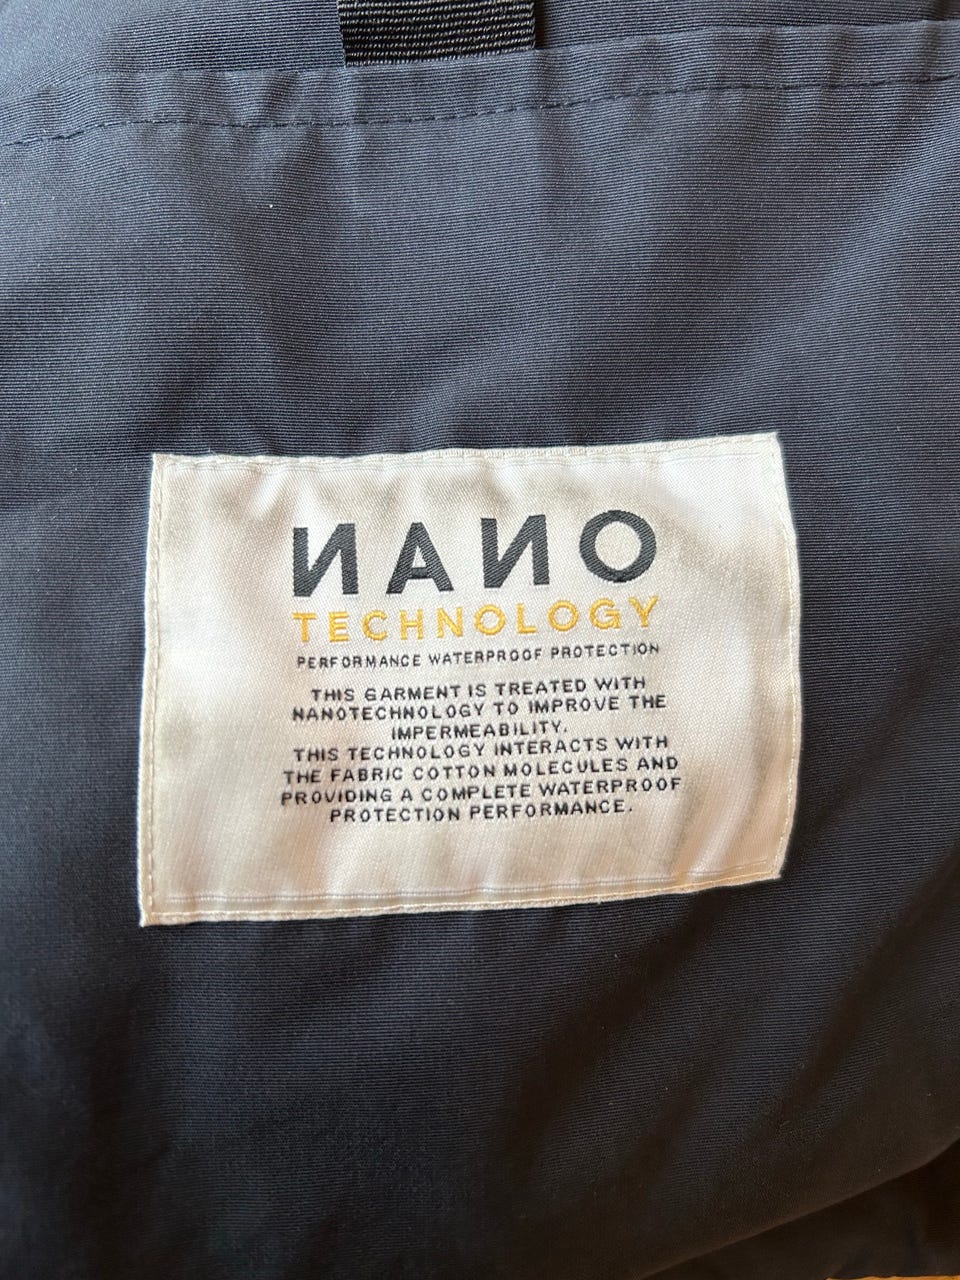 NANO
TECHNOLOGY
PERFORMANCE WATERPROOF PROTECTION
THIS GARMENT IS TREATED WITH
NANOTECHNOLOGY TO IMPROVE THE
IMPERMEABILITY.
THIS TECHNOLOGY INTERACTS WITH
THE FABRIC COTTON MOLECULES AND
PROVIDING A COMPLETE WATERPROOF
PROTECTION PERFORMANCE.